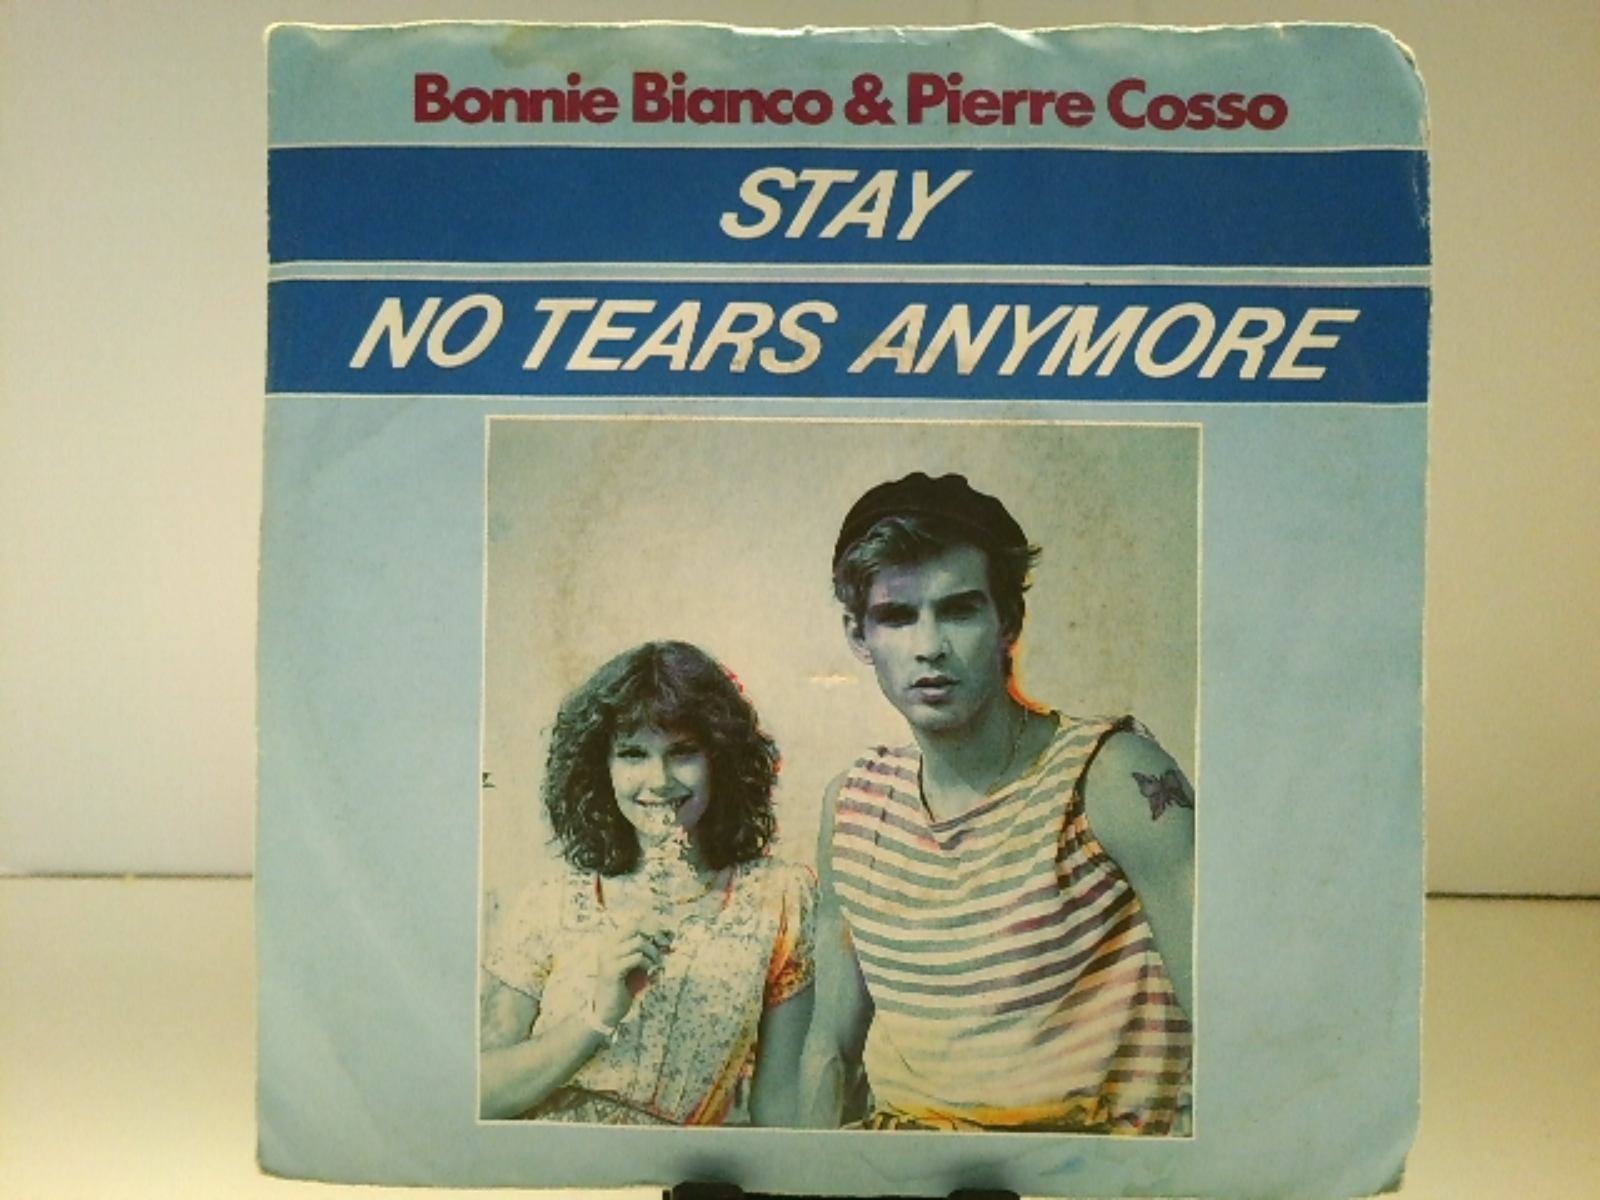 Bonnie Bianco & Pierre Cosso
STAY
NO TEARS ANYMORE